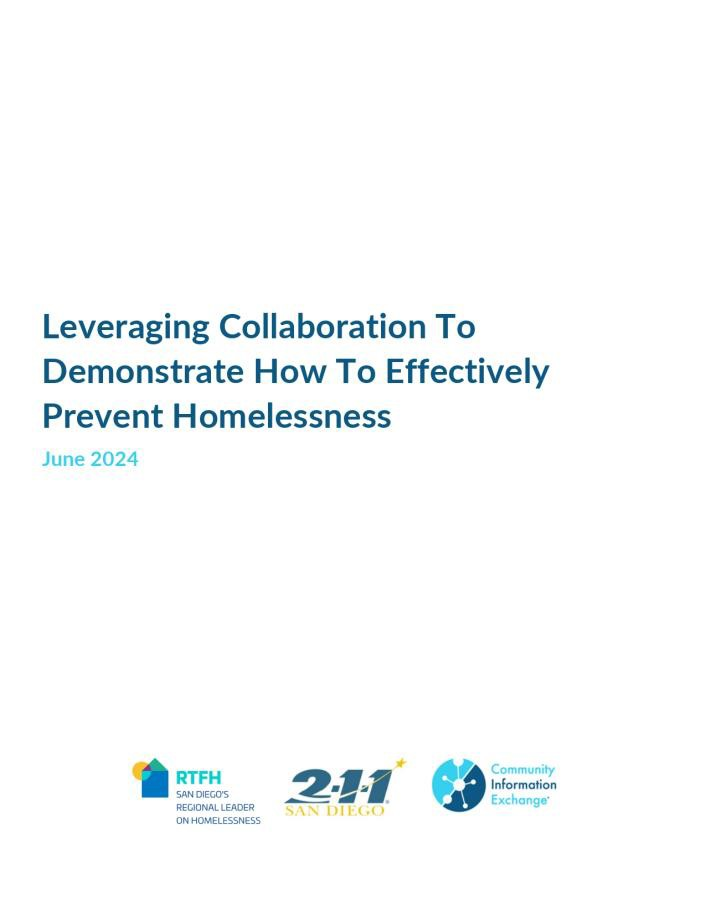 Leveraging Collaboration To
Demonstrate How To Effectively
Prevent Homelessness
June 2024
RTFH
SAN DIEGO'S
REGIONAL LEADER
ON HOMELESSNESS
2-1-1®
SAN DIEGO
Community
Information
Exchange